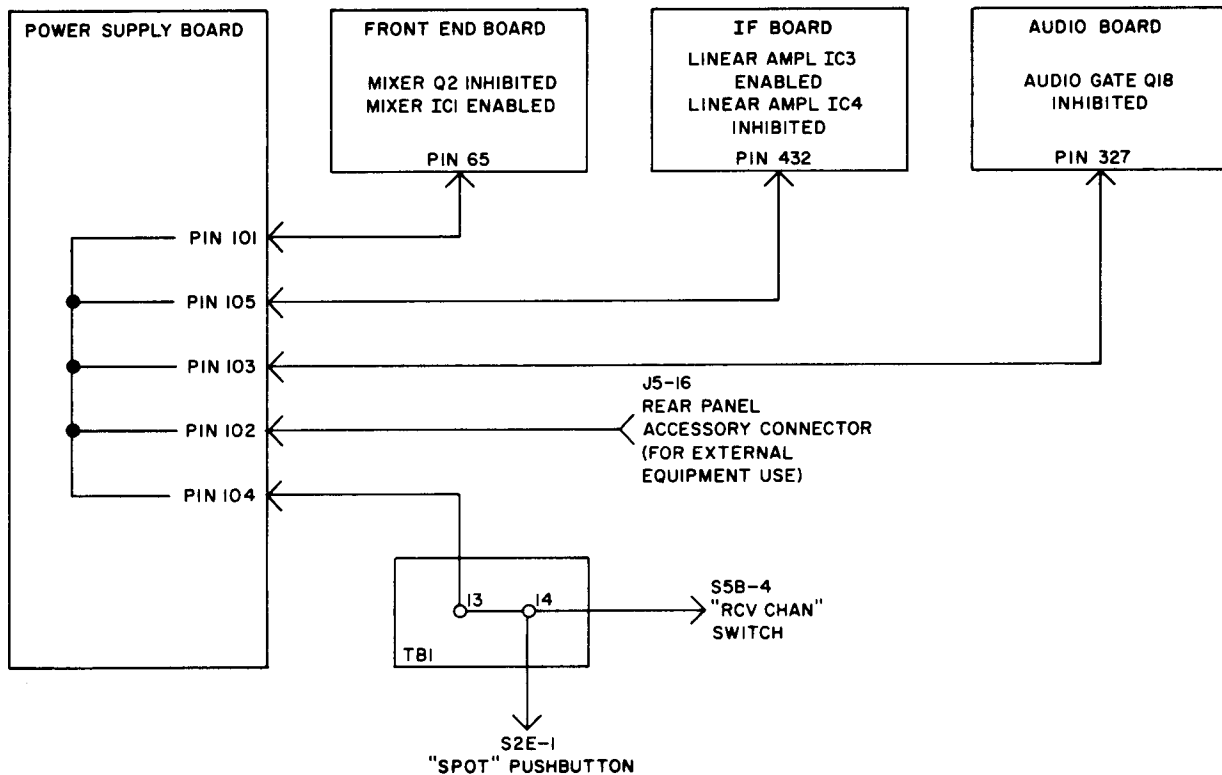 POWER SUPPLY BOARD
FRONT END BOARD
MIXER Q2 INHIBITED
MIXER IC1 ENABLED
PIN 65
IF BOARD
LINEAR AMPL IC3
ENABLED
LINEAR AMPL IC4
INHIBITED
PIN 432
AUDIO BOARD
AUDIO GATE Q18
INHIBITED
PIN 327
PIN 101
PIN 105
PIN 103
PIN 102
PIN 104
J5-16
REAR PANEL
ACCESSORY CONNECTOR
(FOR EXTERNAL
EQUIPMENT USE)
13 14
TB1
S5B-4
"RCV CHAN"
SWITCH
S2E-1
"SPOT" PUSHBUTTON